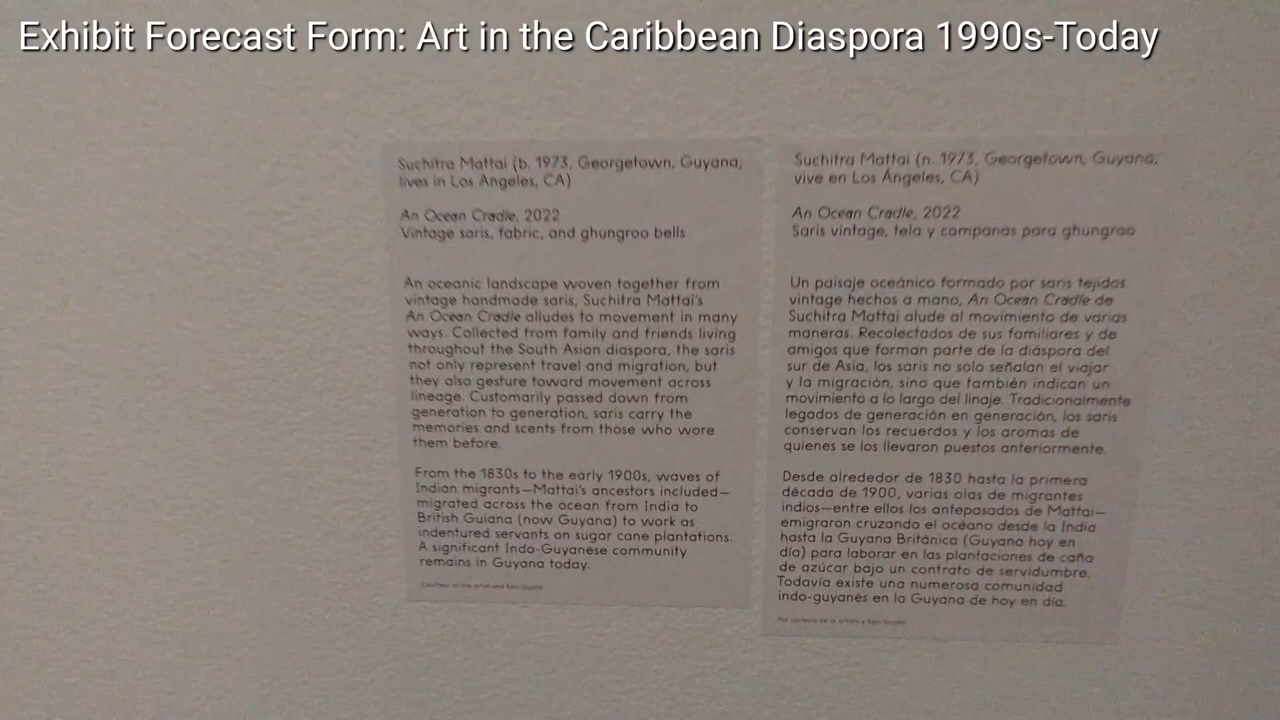 Exhibit Forecast Form: Art in the Caribbean Diaspora 1990s-Today
Suchitra Mattai (b. 1973, Georgetown, Guyana;
lives in Los Angeles, CA)
An Ocean Cradle, 2022
Vintage saris, fabric, and ghungroo bells
An oceanic landscape woven together from
vintage handmade saris, Suchitra Mattai's
An Ocean Cradle alludes to movement in many
ways. Collected from family and friends living
throughout the South Asian diaspora, the saris
not only represent travel and migration, but
they also gesture toward movement across
lineage. Customarily passed down from
generation to generation, saris carry the
memories and scents from those who wore
them before.
From the 1830s to the early 1900s, waves of
Indian migrants—Mattai's ancestors included—
migrated across the ocean from India to
British Guiana (now Guyana) to work as
indentured servants on sugar cane plantations.
A significant Indo-Guyanese community
remains in Guyana today.
Courtesy of the artist and
Suchitra Mattai (n. 1973, Georgetown, Guyana;
vive en Los Ángeles, CA)
An Ocean Cradle, 2022
Saris vintage, tela y campanas para ghungroo
Un paisaje oceánico formado por saris tejidos
vintage hechos a mano, An Ocean Cradle de
Suchitra Mattai alude al movimiento de varias
maneras. Recolectados de sus familiares y de
amigos que forman parte de la diáspora del
sur de Asia, los saris no solo señalan el viajar
y la migración, sino que también indican un
movimiento a lo largo del linaje. Tradicionalmente
legados de generación en generación, los saris
conservan los recuerdos y los aromas de
quienes se los llevaron puestos anteriormente.
Desde alrededor de 1830 hasta la primera
década de 1900, varias olas de migrantes
indios—entre ellos los antepasados de Mattai—
emigraron cruzando el océano desde la India
hasta la Guyana Británica (Guyana hoy en
día) para laborar en las plantaciones de caña
de azúcar bajo un contrato de servidumbre.
Todavía existe una numerosa comunidad
indo-guyanés en la Guyana de hoy en día.
Por cortesía de la artista y